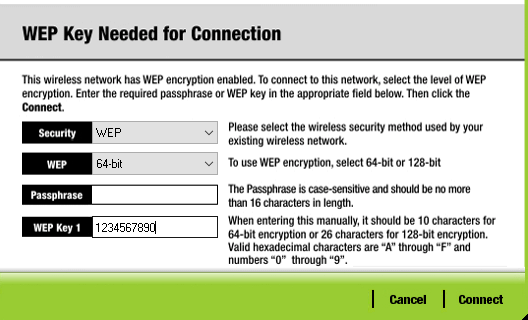 WEP Key Needed for Connection
This wireless network has WEP encryption enabled. To connect to this network, select the level of WEP
encryption. Enter the required passphrase or WEP key in the appropriate field below. Then click the
Connect.
Security WEP
Please select the wireless security method used by your
existing wireless network.
WEP 64-bit
To use WEP encryption, select 64-bit or 128-bit
Passphrase
The Passphrase is case-sensitive and should be no more
than 16 characters in length.
WEP Key 1 1234567890
When entering this manually, it should be 10 characters for
64-bit encryption or 26 characters for 128-bit encryption.
Valid hexadecimal characters are “A” through “F” and
numbers “0” through “9”.
Cancel Connect